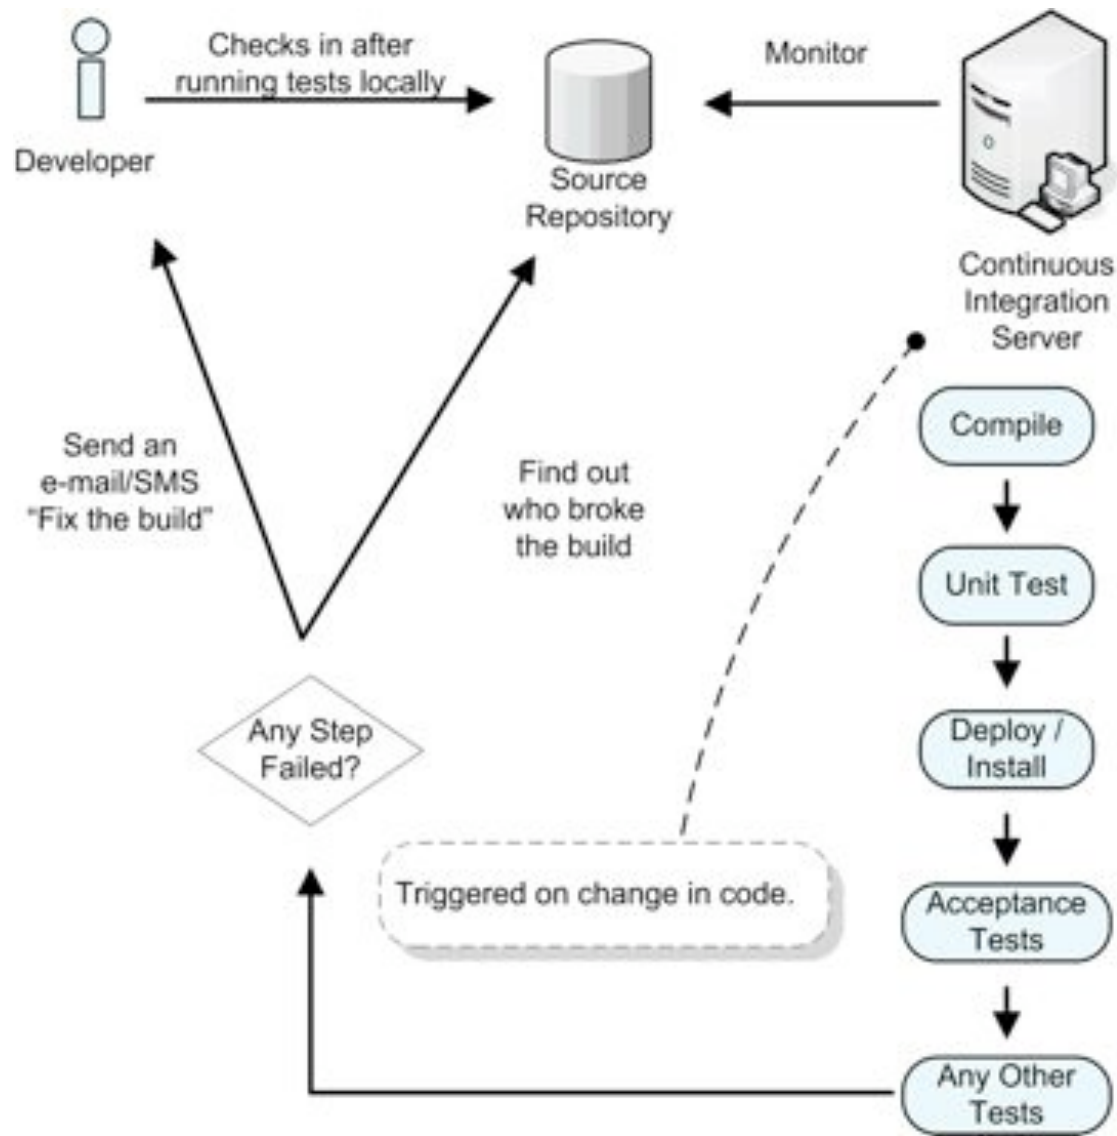 Checks in after
running tests locally
Monitor
Developer
Source
Repository
Continuous
Integration
Server
Compile
Send an
e-mail/SMS
“Fix the build”
Find out
who broke
the build
Unit Test
Any Step
Failed?
Deploy /
Install
Triggered on change in code.
Acceptance
Tests
Any Other
Tests